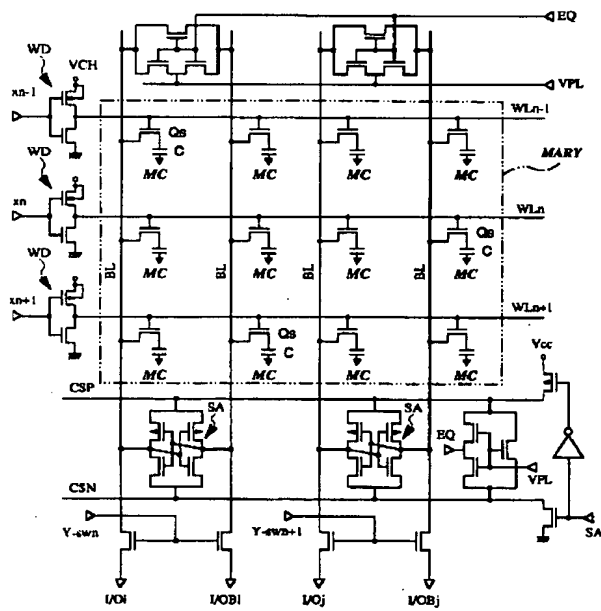 EQ
WD
VCH
VPL
xn-1
WLn-1
WD
Qs
C
MARY
MC MC MC MC
xn
WLn
WD
Qs
C
MC MC MC MC
BL BL BL BL
xn+1
WLn+1
Qs
C
Vcc
MC MC MC MC
CSP
SA SA
EQ
VPL
CSN
Y-swn Y-swn+1
SA
I/Oi I/OBi I/Oj I/OBj